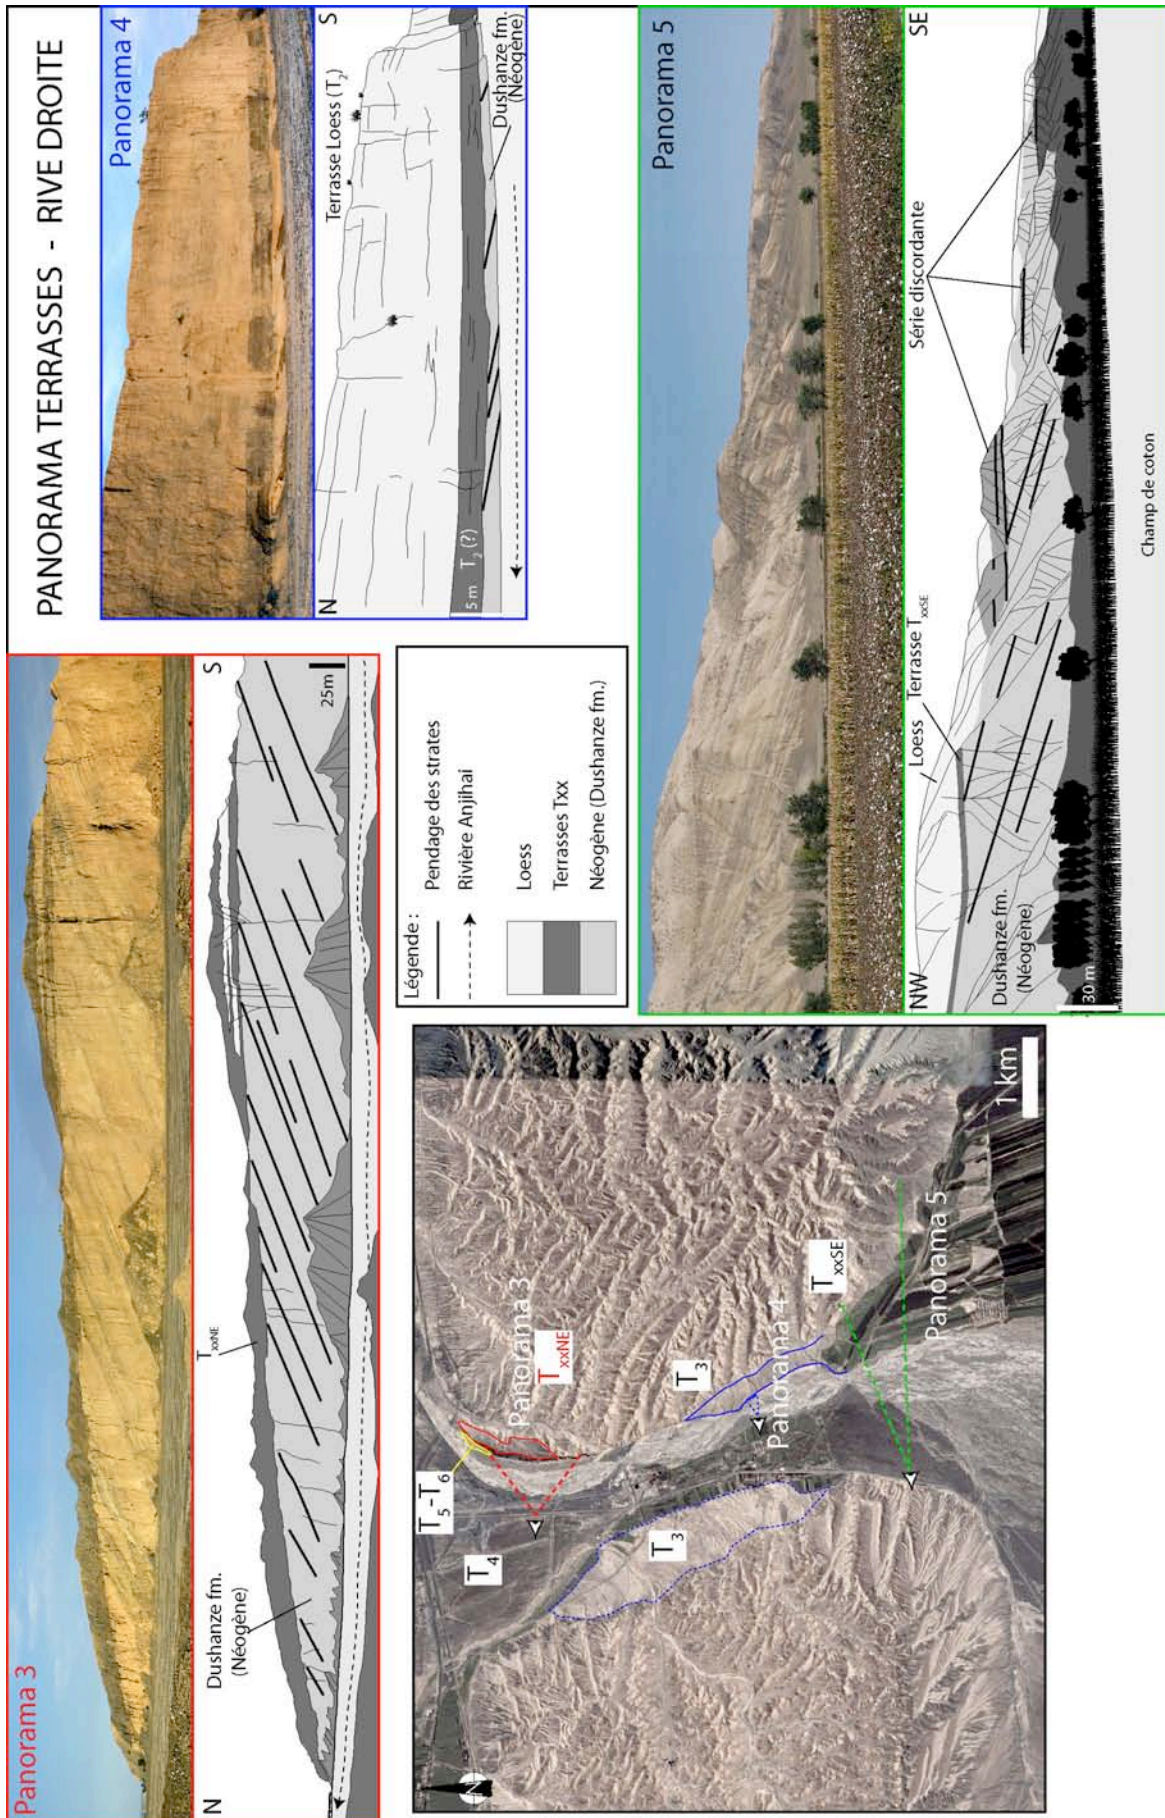 PANORAMA TERRASSES - RIVE DROITE
Panorama 3
N
S
T xxNE
Dushanze fm.
(Néogène)
25m
Panorama 4
N
S
Terrasse Loess (T2)
5 m T2 (?)
Dushanze fm.
(Néogène)
Légende :
Pendage des strates
Rivière Anjihai
Loess
Terrasses Txx
Néogène (Dushanze fm.)
T5-T6
T4
Panorama 3
TxxNE
T3
T3
Panorama 4
TxxSE
Panorama 5
N
1 km
Panorama 5
NW
SE
Loess
Terrasse TxxSE
Série discordante
Dushanze fm.
(Néogène)
30 m
Champ de coton